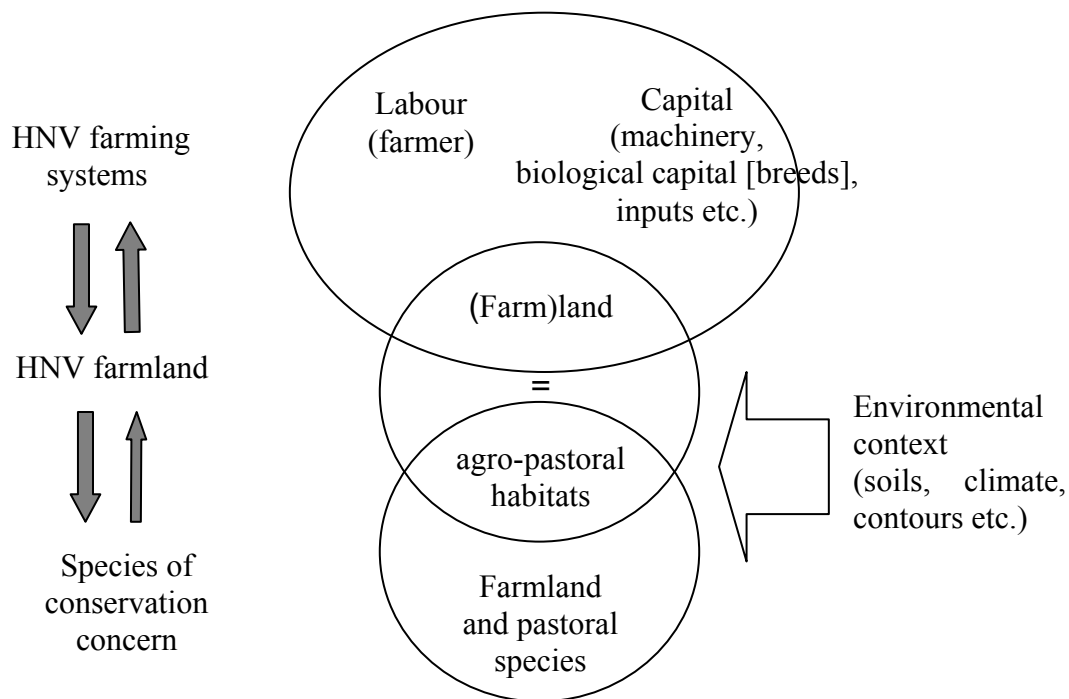 HNV farming
systems
HNV farmland
Species of
conservation
concern
Labour
(farmer)
Capital
(machinery,
biological capital [breeds],
inputs etc.)
(Farm)land
=
agro-pastoral
habitats
Farmland
and pastoral
species
Environmental
context
(soils, climate,
contours etc.)